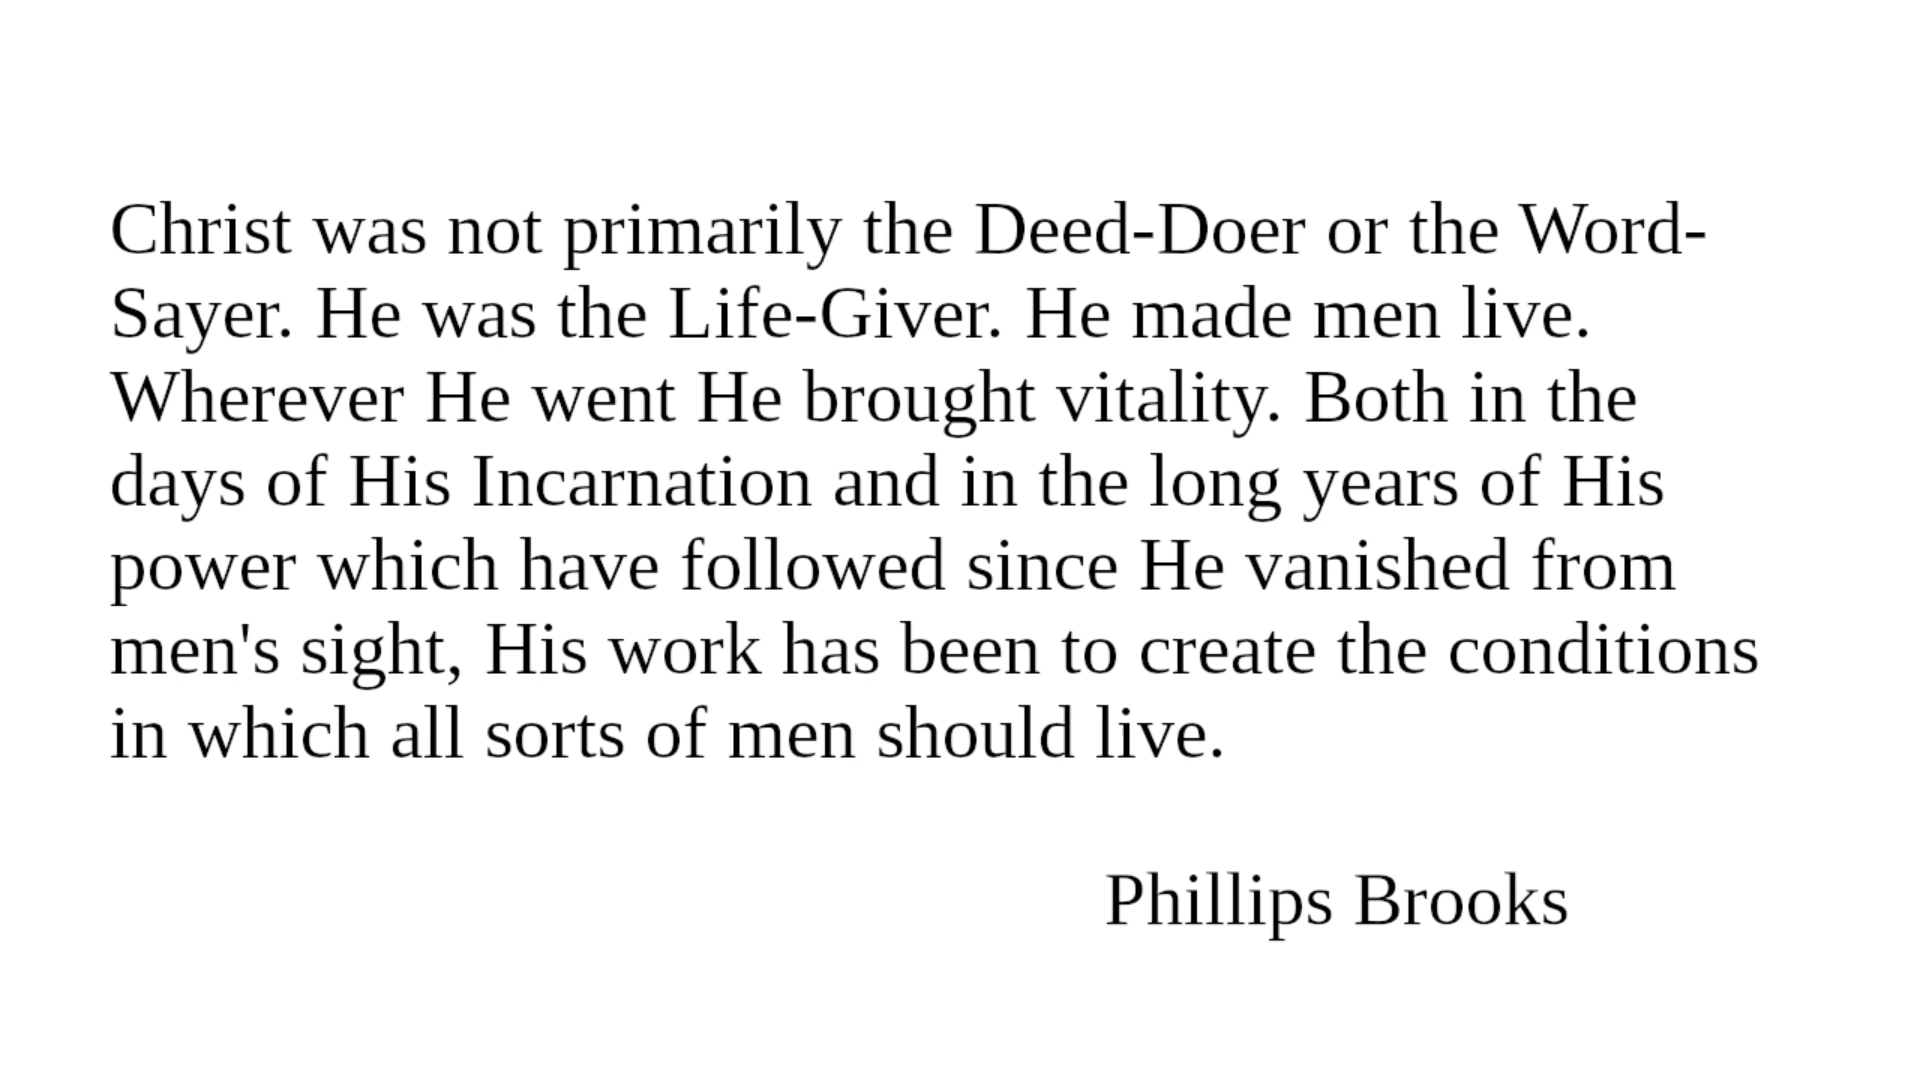 Christ was not primarily the Deed-Doer or the Word-
Sayer. He was the Life-Giver. He made men live.
Wherever He went He brought vitality. Both in the
days of His Incarnation and in the long years of His
power which have followed since He vanished from
men's sight, His work has been to create the conditions
in which all sorts of men should live.
Phillips Brooks